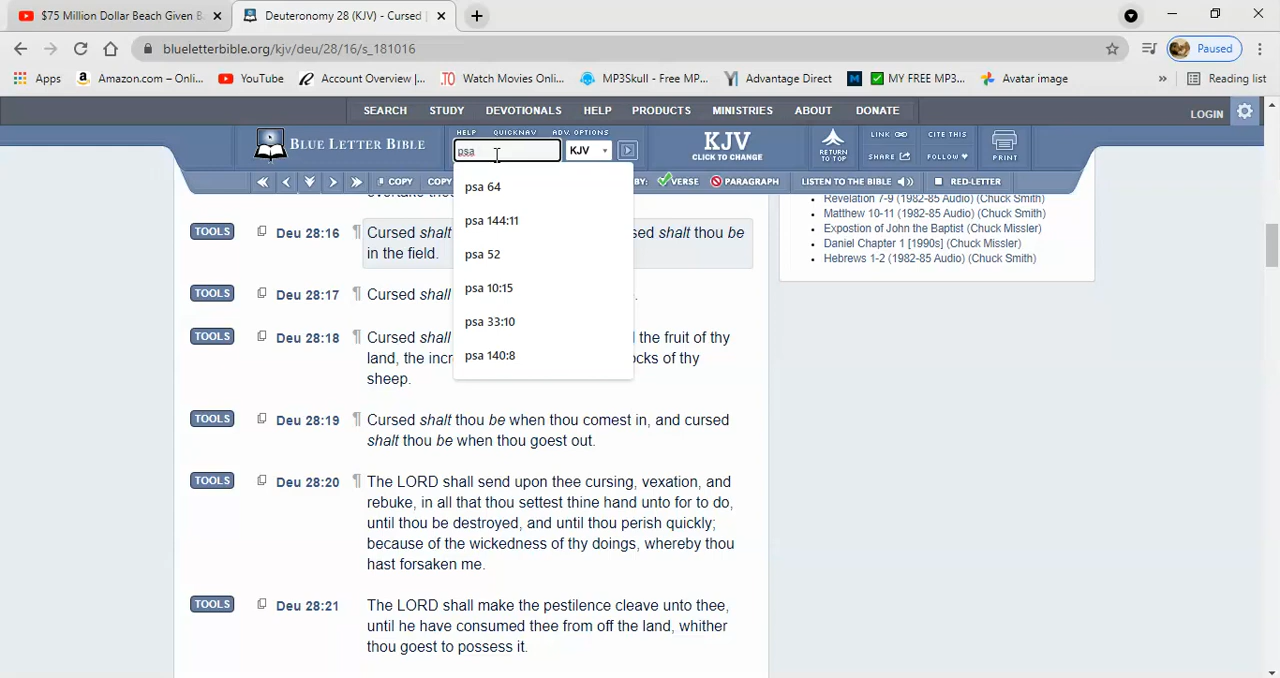 $75 Million Dollar Beach Given B
Deuteronomy 28 (KJV) - Cursed
blueletterbible.org/kjv/deu/28/16/s_181016
Paused
Apps
Amazon.com – Onli...
YouTube
Account Overview |...
Watch Movies Onli...
MP3Skull - Free MP...
Advantage Direct
MY FREE MP3...
Avatar image
»
Reading list
SEARCH STUDY DEVOTIONALS HELP PRODUCTS MINISTRIES ABOUT DONATE
LOGIN
BLUE LETTER BIBLE
HELP QUICKNAV ADV. OPTIONS
psa
KJV
KJV
CLICK TO CHANGE
RETURN
TO TOP
LINK
CITE THIS
SHARE
FOLLOW
PRINT
COPY
COPY
BY:
VERSE
PARAGRAPH
LISTEN TO THE BIBLE
RED-LETTER
psa 64
psa 144:11
psa 52
psa 10:15
psa 33:10
psa 140:8
TOOLS Deu 28:16 ¶ Cursed shalt sed shalt thou be
in the field.
TOOLS Deu 28:17 ¶ Cursed shall .
TOOLS Deu 28:18 ¶ Cursed shall the fruit of thy
land, the incr ocks of thy
sheep.
TOOLS Deu 28:19 ¶ Cursed shalt thou be when thou comest in, and cursed
shalt thou be when thou goest out.
TOOLS Deu 28:20 ¶ The LORD shall send upon thee cursing, vexation, and
rebuke, in all that thou settest thine hand unto for to do,
until thou be destroyed, and until thou perish quickly;
because of the wickedness of thy doings, whereby thou
hast forsaken me.
TOOLS Deu 28:21 The LORD shall make the pestilence cleave unto thee,
until he have consumed thee from off the land, whither
thou goest to possess it.
Revelation 7-9 (1982-85 Audio) (Chuck Smith)
Matthew 10-11 (1982-85 Audio) (Chuck Smith)
Expostion of John the Baptist (Chuck Missler)
Daniel Chapter 1 [1990s] (Chuck Missler)
Hebrews 1-2 (1982-85 Audio) (Chuck Smith)